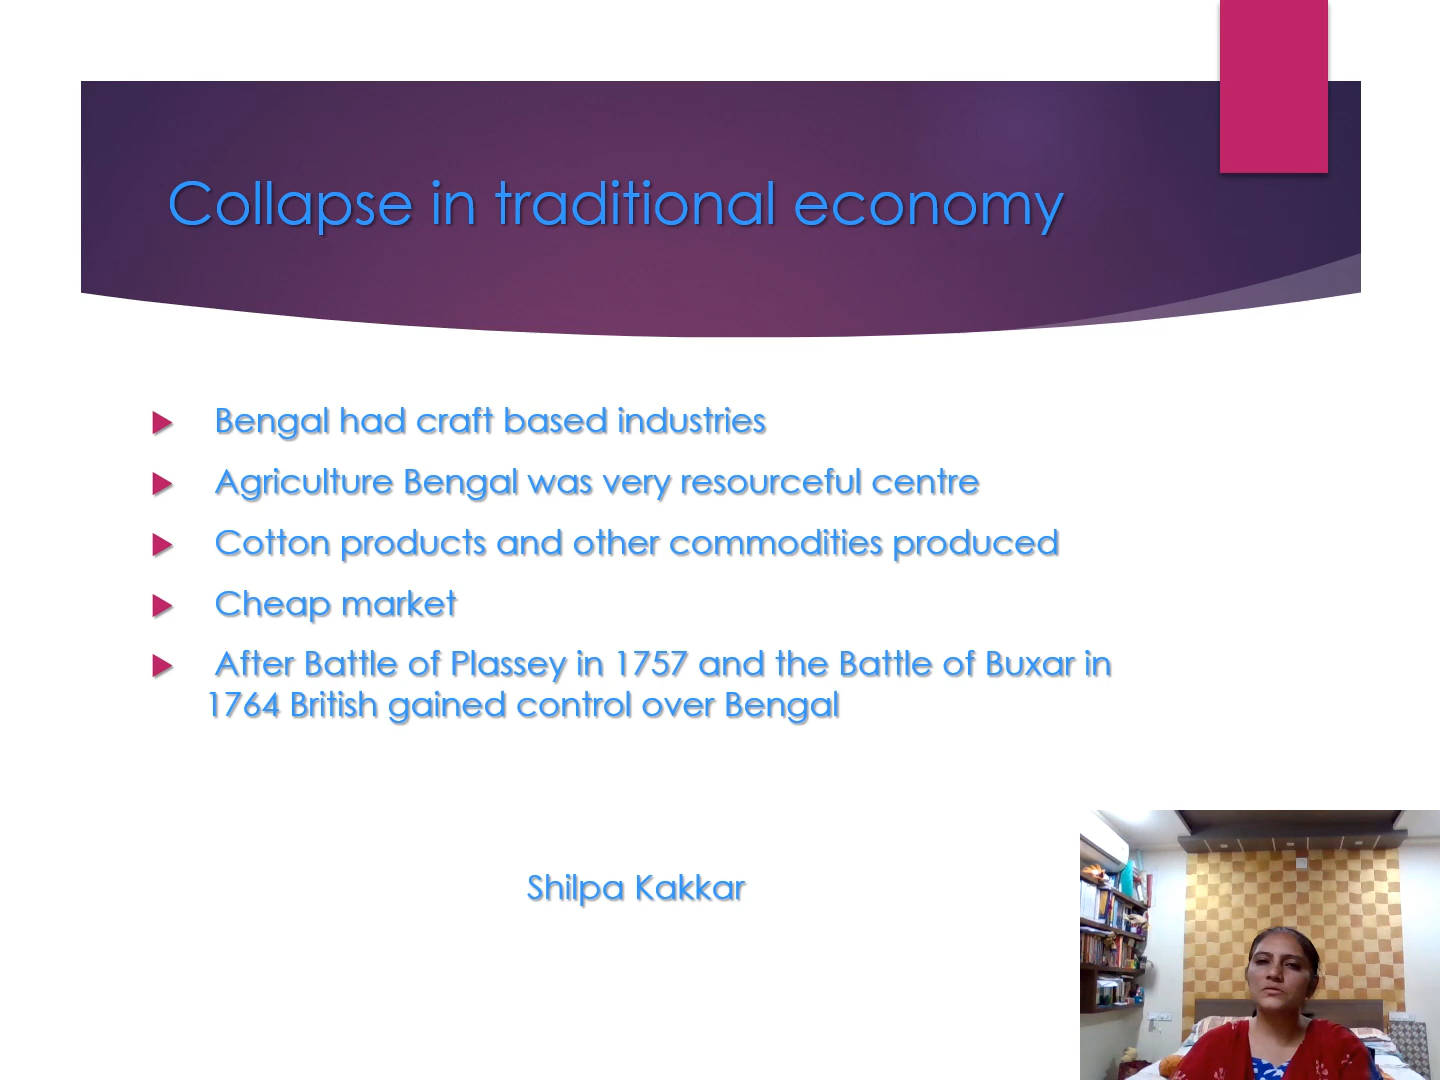 Collapse in traditional economy
Bengal had craft based industries
Agriculture Bengal was very resourceful centre
Cotton products and other commodities produced
Cheap market
After Battle of Plassey in 1757 and the Battle of Buxar in
1764 British gained control over Bengal
Shilpa Kakkar